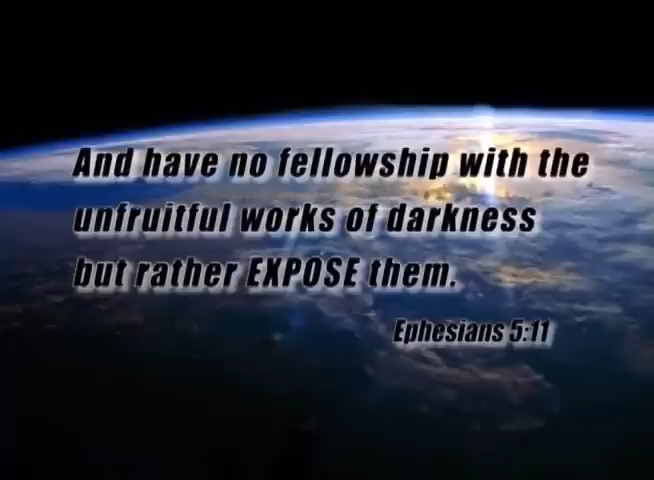 And have no fellowship with the
unfruitful works of darkness
but rather EXPOSE them.
Ephesians 5:11